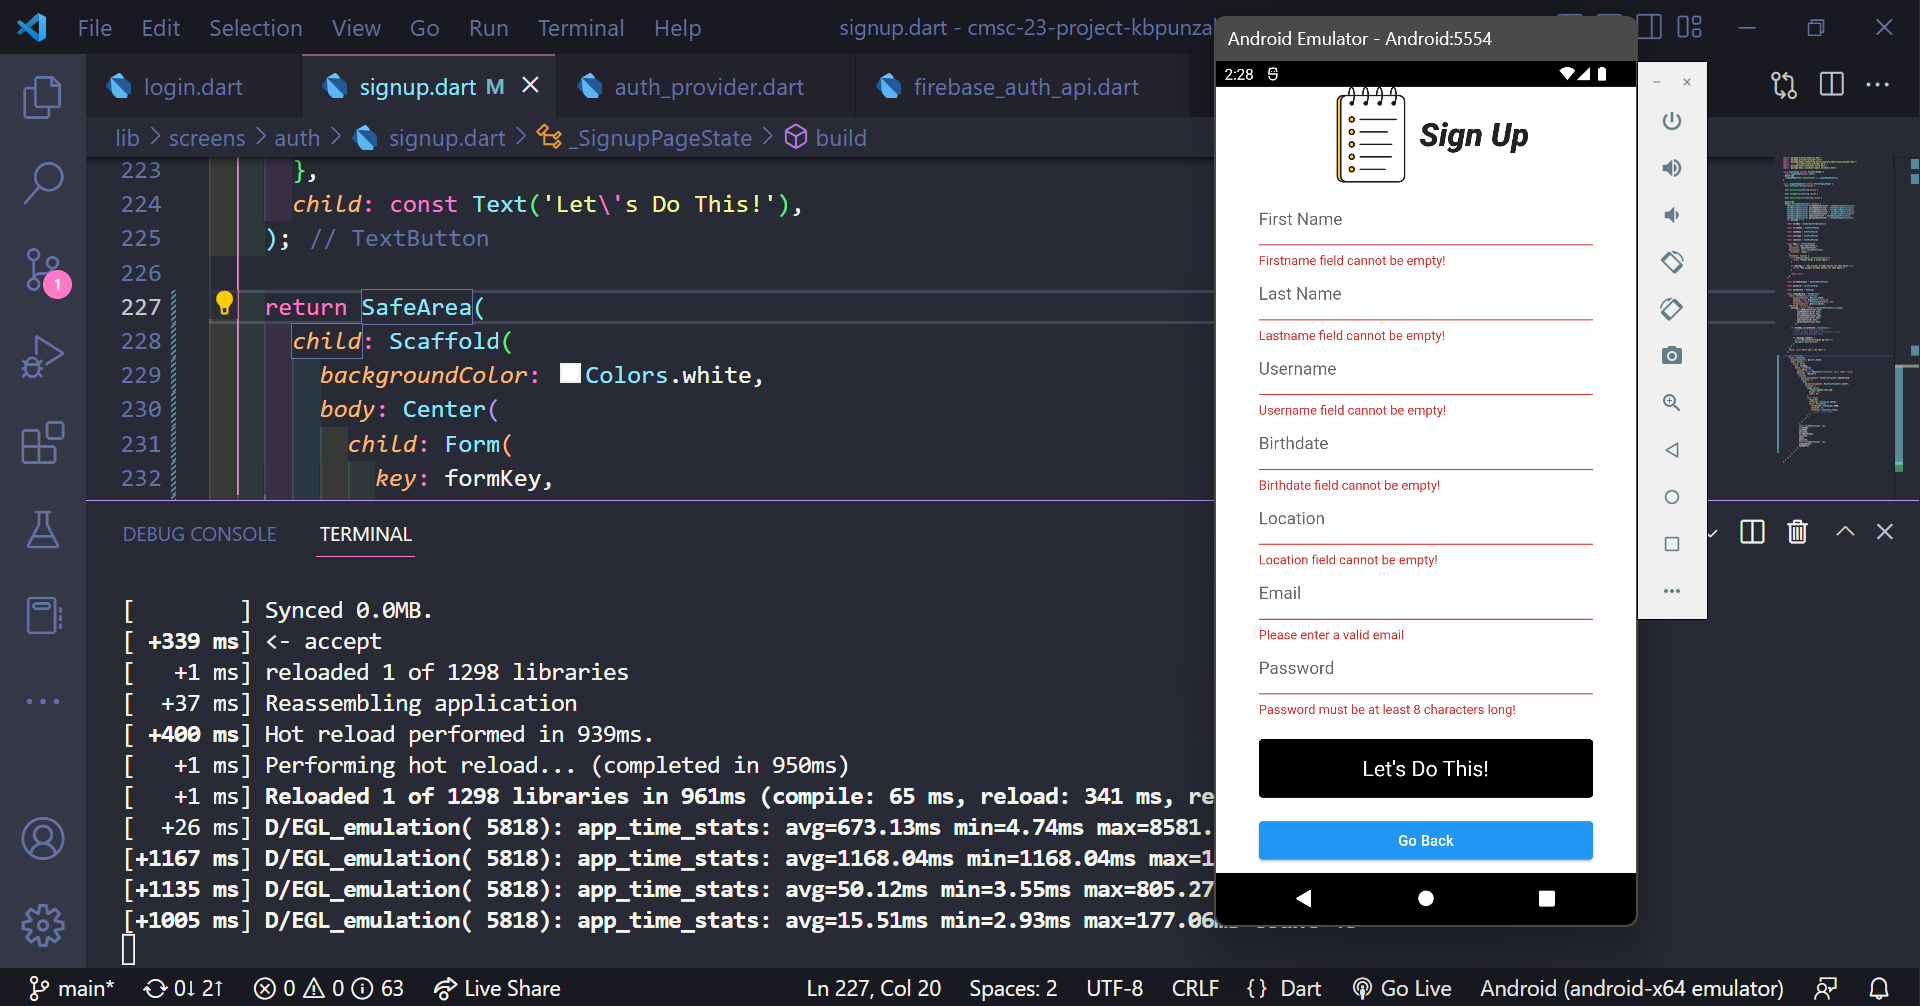 File Edit Selection View Go Run Terminal Help
signup.dart - cmsc-23-project-kbpunza
login.dart
signup.dart M
auth_provider.dart
firebase_auth_api.dart
lib > screens > auth > signup.dart > _SignupPageState > build
223 },
224 child: const Text('Let\'s Do This!'),
225 ); // TextButton
226
227 return SafeArea(
228 child: Scaffold(
229 backgroundColor: Colors.white,
230 body: Center(
231 child: Form(
232 key: formKey,
1
DEBUG CONSOLE TERMINAL
[ ] Synced 0.0MB.
[ +339 ms] <- accept
[ +1 ms] reloaded 1 of 1298 libraries
[ +37 ms] Reassembling application
[ +400 ms] Hot reload performed in 939ms.
[ +1 ms] Performing hot reload... (completed in 950ms)
[ +1 ms] Reloaded 1 of 1298 libraries in 961ms (compile: 65 ms, reload: 341 ms, re
[ +26 ms] D/EGL_emulation( 5818): app_time_stats: avg=673.13ms min=4.74ms max=8581.
[+1167 ms] D/EGL_emulation( 5818): app_time_stats: avg=1168.04ms min=1168.04ms max=1
[+1135 ms] D/EGL_emulation( 5818): app_time_stats: avg=50.12ms min=3.55ms max=805.27
[+1005 ms] D/EGL_emulation( 5818): app_time_stats: avg=15.51ms min=2.93ms max=177.06
Android Emulator - Android:5554
2:28
Sign Up
First Name
Firstname field cannot be empty!
Last Name
Lastname field cannot be empty!
Username
Username field cannot be empty!
Birthdate
Birthdate field cannot be empty!
Location
Location field cannot be empty!
Email
Please enter a valid email
Password
Password must be at least 8 characters long!
Let's Do This!
Go Back
main* 0↓ 2↑ 0 0 63 Live Share Ln 227, Col 20 Spaces: 2 UTF-8 CRLF {} Dart Go Live Android (android-x64 emulator)